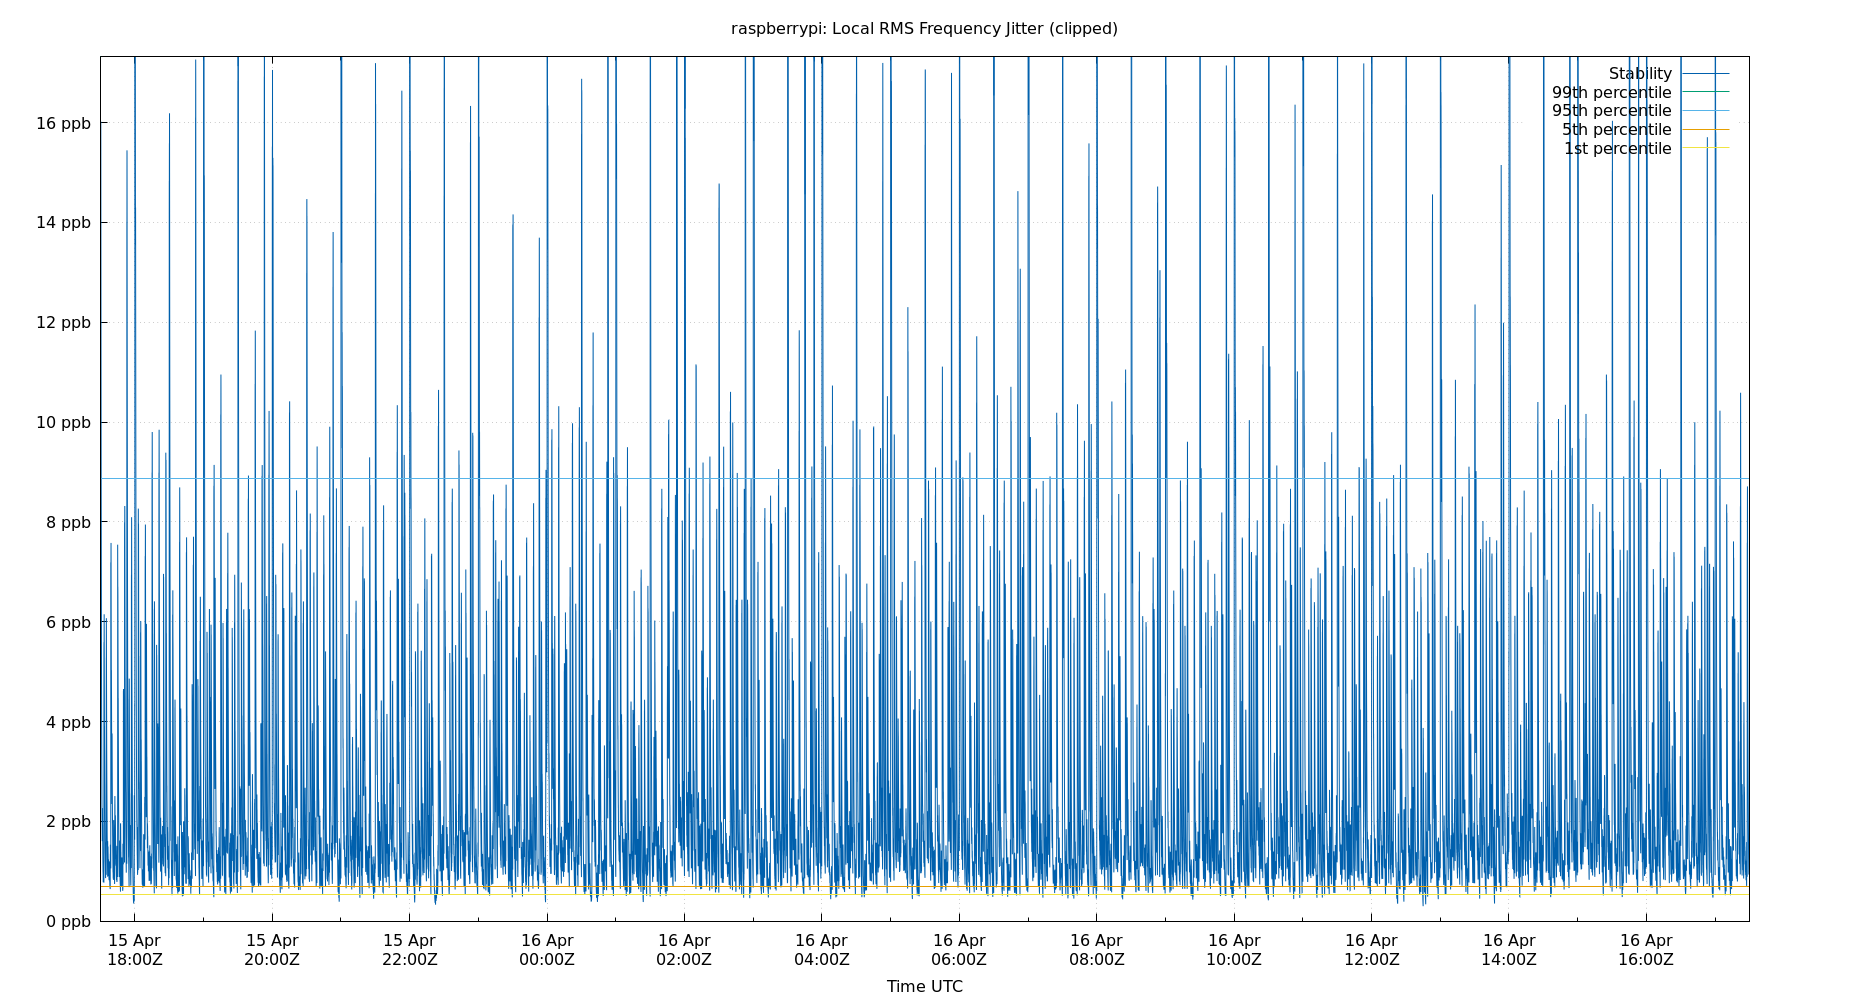 raspberrypi: Local RMS Frequency Jitter (clipped)
Stability
99th percentile
95th percentile
5th percentile
1st percentile
16 ppb
14 ppb
12 ppb
10 ppb
8 ppb
6 ppb
4 ppb
2 ppb
0 ppb
15 Apr 15 Apr 15 Apr 16 Apr 16 Apr 16 Apr 16 Apr 16 Apr 16 Apr 16 Apr 16 Apr 16 Apr
18:00Z 20:00Z 22:00Z 00:00Z 02:00Z 04:00Z 06:00Z 08:00Z 10:00Z 12:00Z 14:00Z 16:00Z
Time UTC